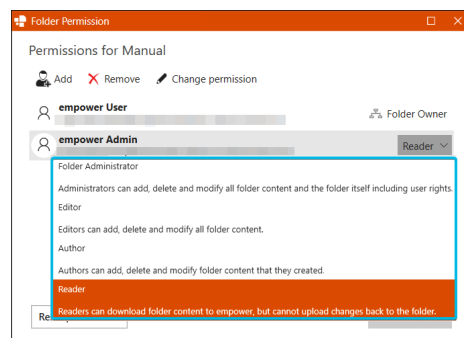 Folder Permission
Permissions for Manual
Add Remove Change permission
empower User
Folder Owner
empower Admin
Reader
Folder Administrator
Administrators can add, delete and modify all folder content and the folder itself including user rights.
Editor
Editors can add, delete and modify all folder content.
Author
Authors can add, delete and modify folder content that they created.
Reader
Readers can download folder content to empower, but cannot upload changes back to the folder.